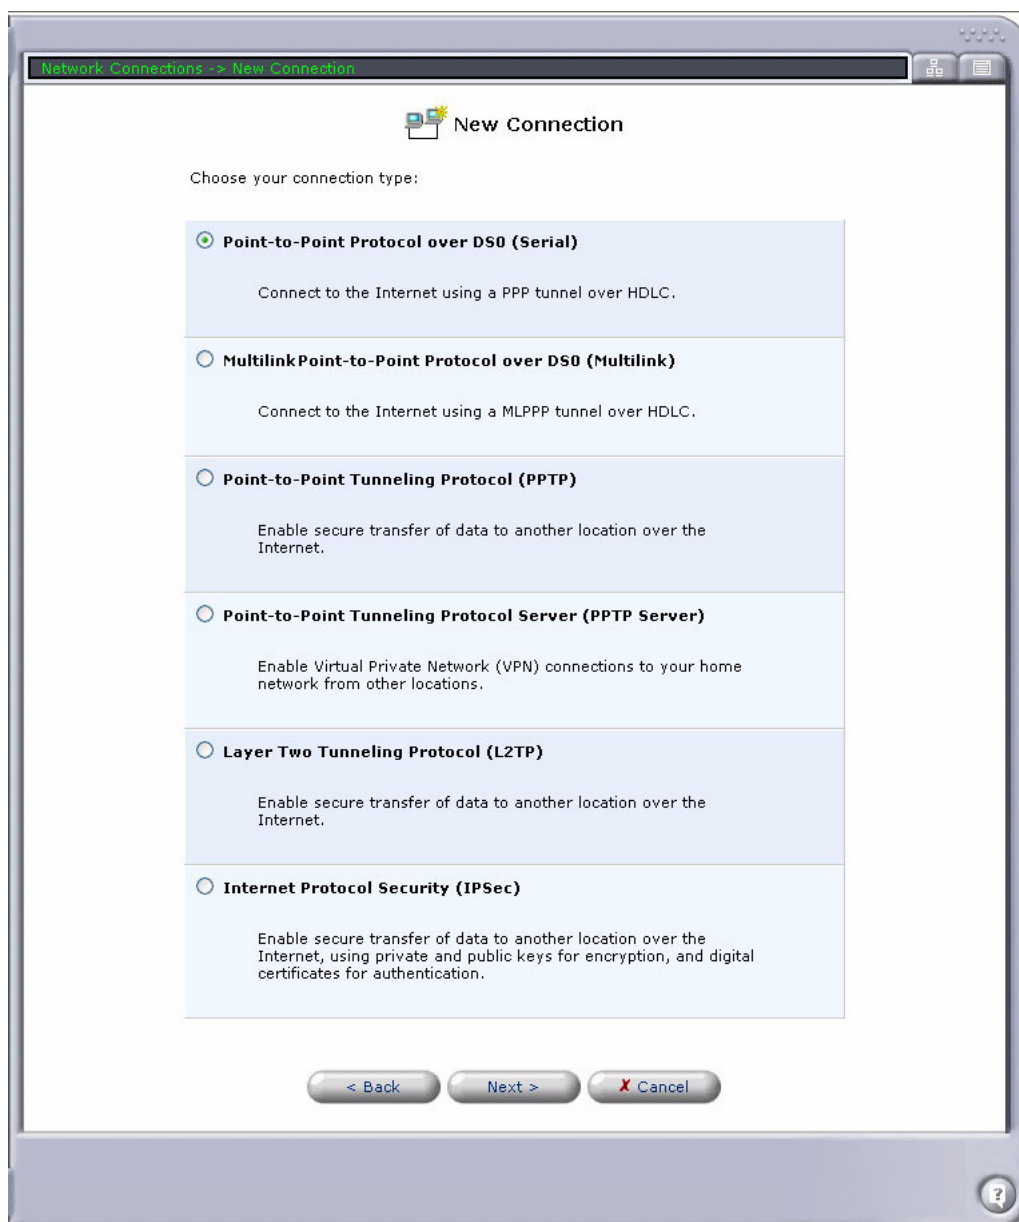 Network Connections -> New Connection
New Connection
Choose your connection type:
Point-to-Point Protocol over DS0 (Serial)
Connect to the Internet using a PPP tunnel over HDLC.
Multilink Point-to-Point Protocol over DS0 (Multilink)
Connect to the Internet using a MLPPP tunnel over HDLC.
Point-to-Point Tunneling Protocol (PPTP)
Enable secure transfer of data to another location over the
Internet.
Point-to-Point Tunneling Protocol Server (PPTP Server)
Enable Virtual Private Network (VPN) connections to your home
network from other locations.
Layer Two Tunneling Protocol (L2TP)
Enable secure transfer of data to another location over the
Internet.
Internet Protocol Security (IPSec)
Enable secure transfer of data to another location over the
Internet, using private and public keys for encryption, and digital
certificates for authentication.
< Back
Next >
✗ Cancel
?